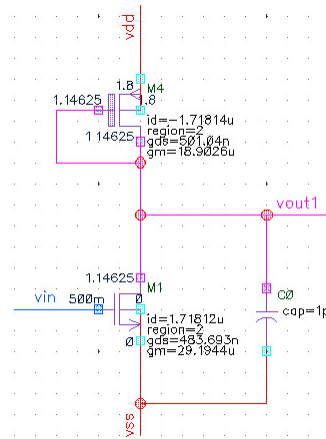 vdd
1.8
M4
1.8
1.14625
id=-1.71814u
region=2
1.14625
gds=501.04n
gm=18.9026u
vout1
1.14625
M1
C0
vin
500m
0
cap=1p
id=1.71812u
region=2
0
gds=483.693n
gm=29.1944u
vss